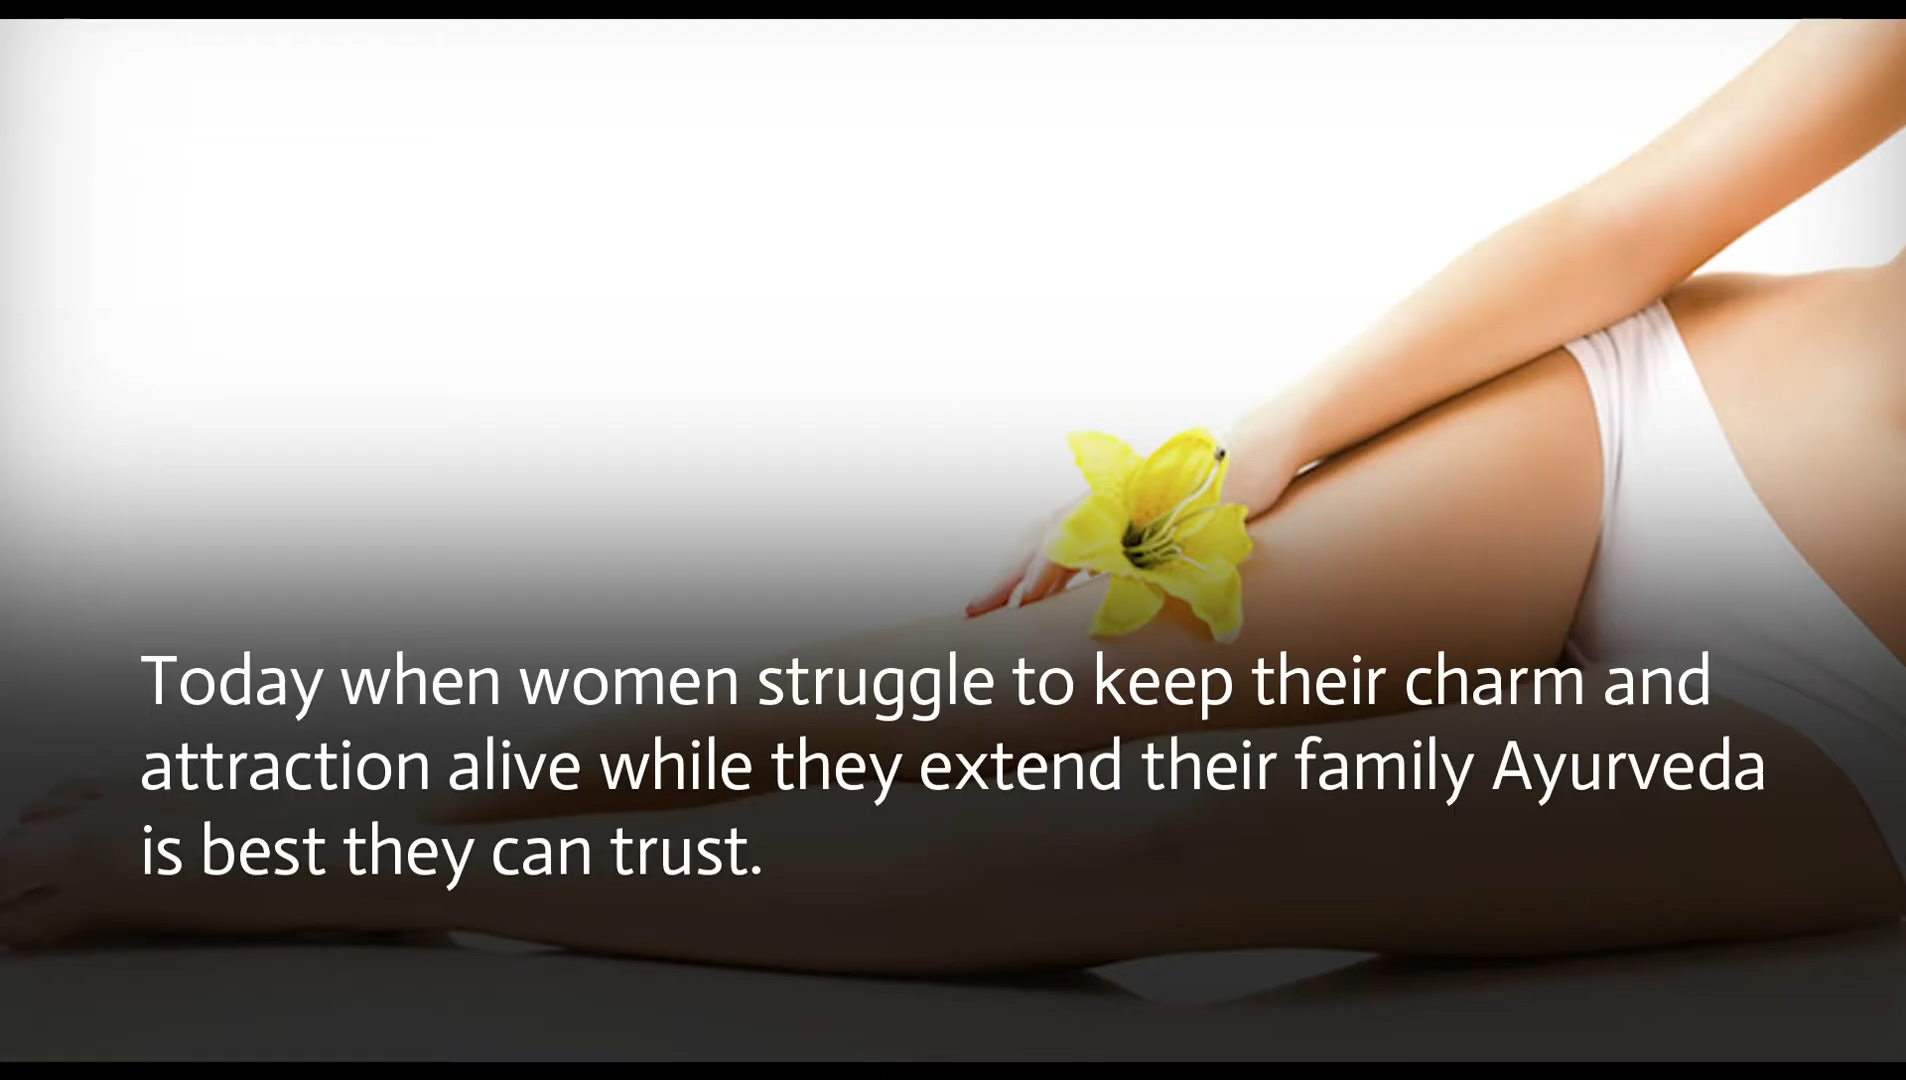 Today when women struggle to keep their charm and
attraction alive while they extend their family Ayurveda
is best they can trust.